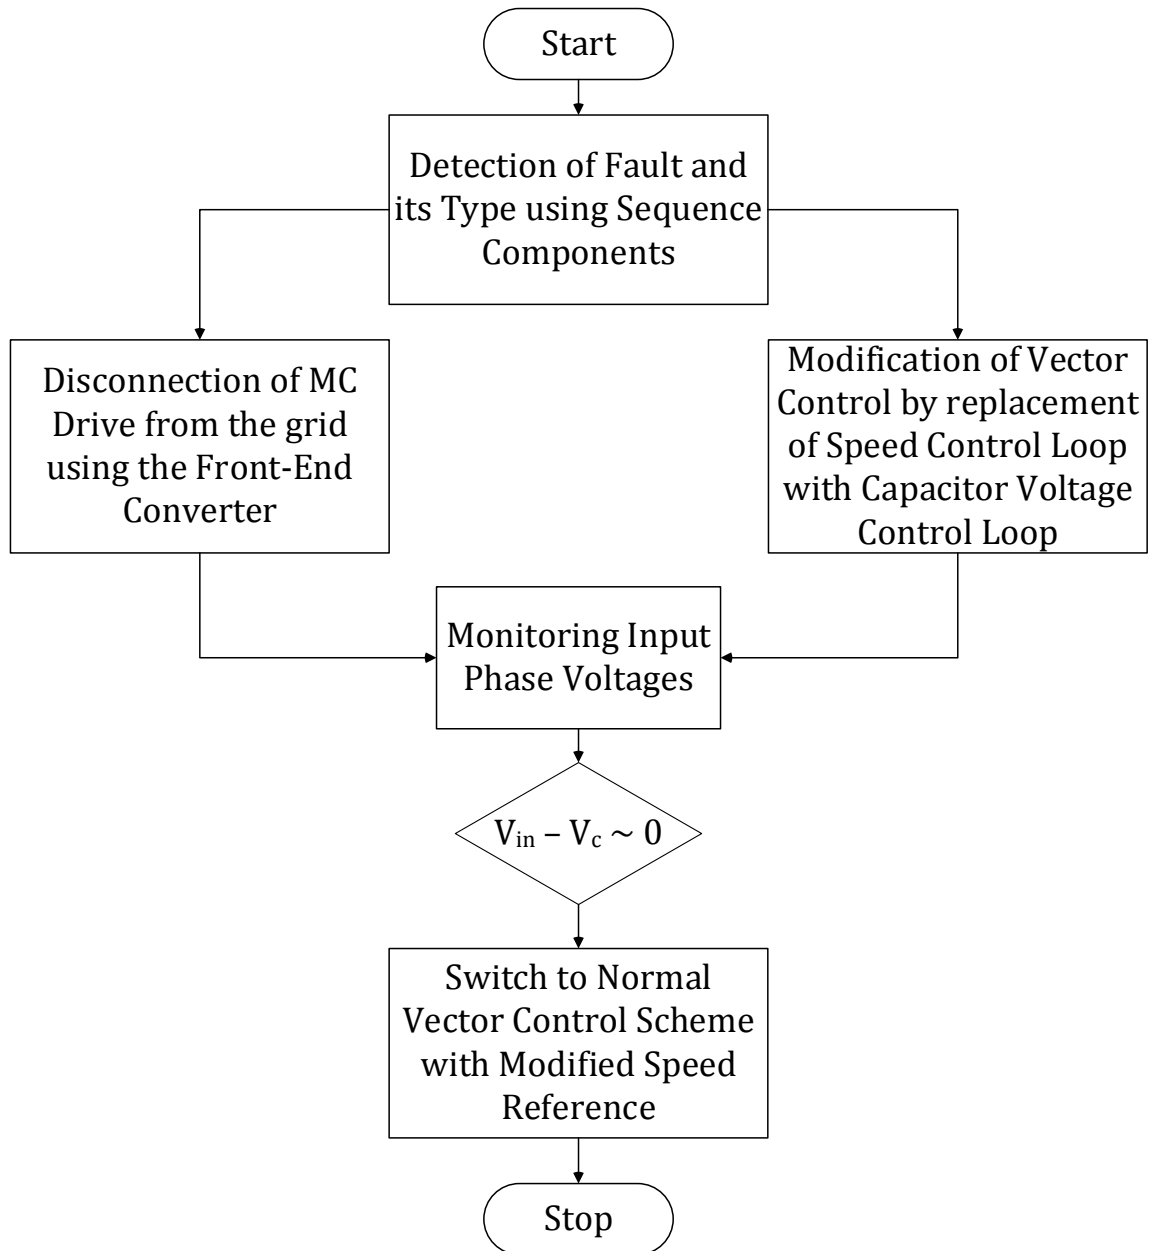 Start
Detection of Fault and
its Type using Sequence
Components
Disconnection of MC
Drive from the grid
using the Front-End
Converter
Modification of Vector
Control by replacement
of Speed Control Loop
with Capacitor Voltage
Control Loop
Monitoring Input
Phase Voltages
Vin – Vc ~ 0
Switch to Normal
Vector Control Scheme
with Modified Speed
Reference
Stop